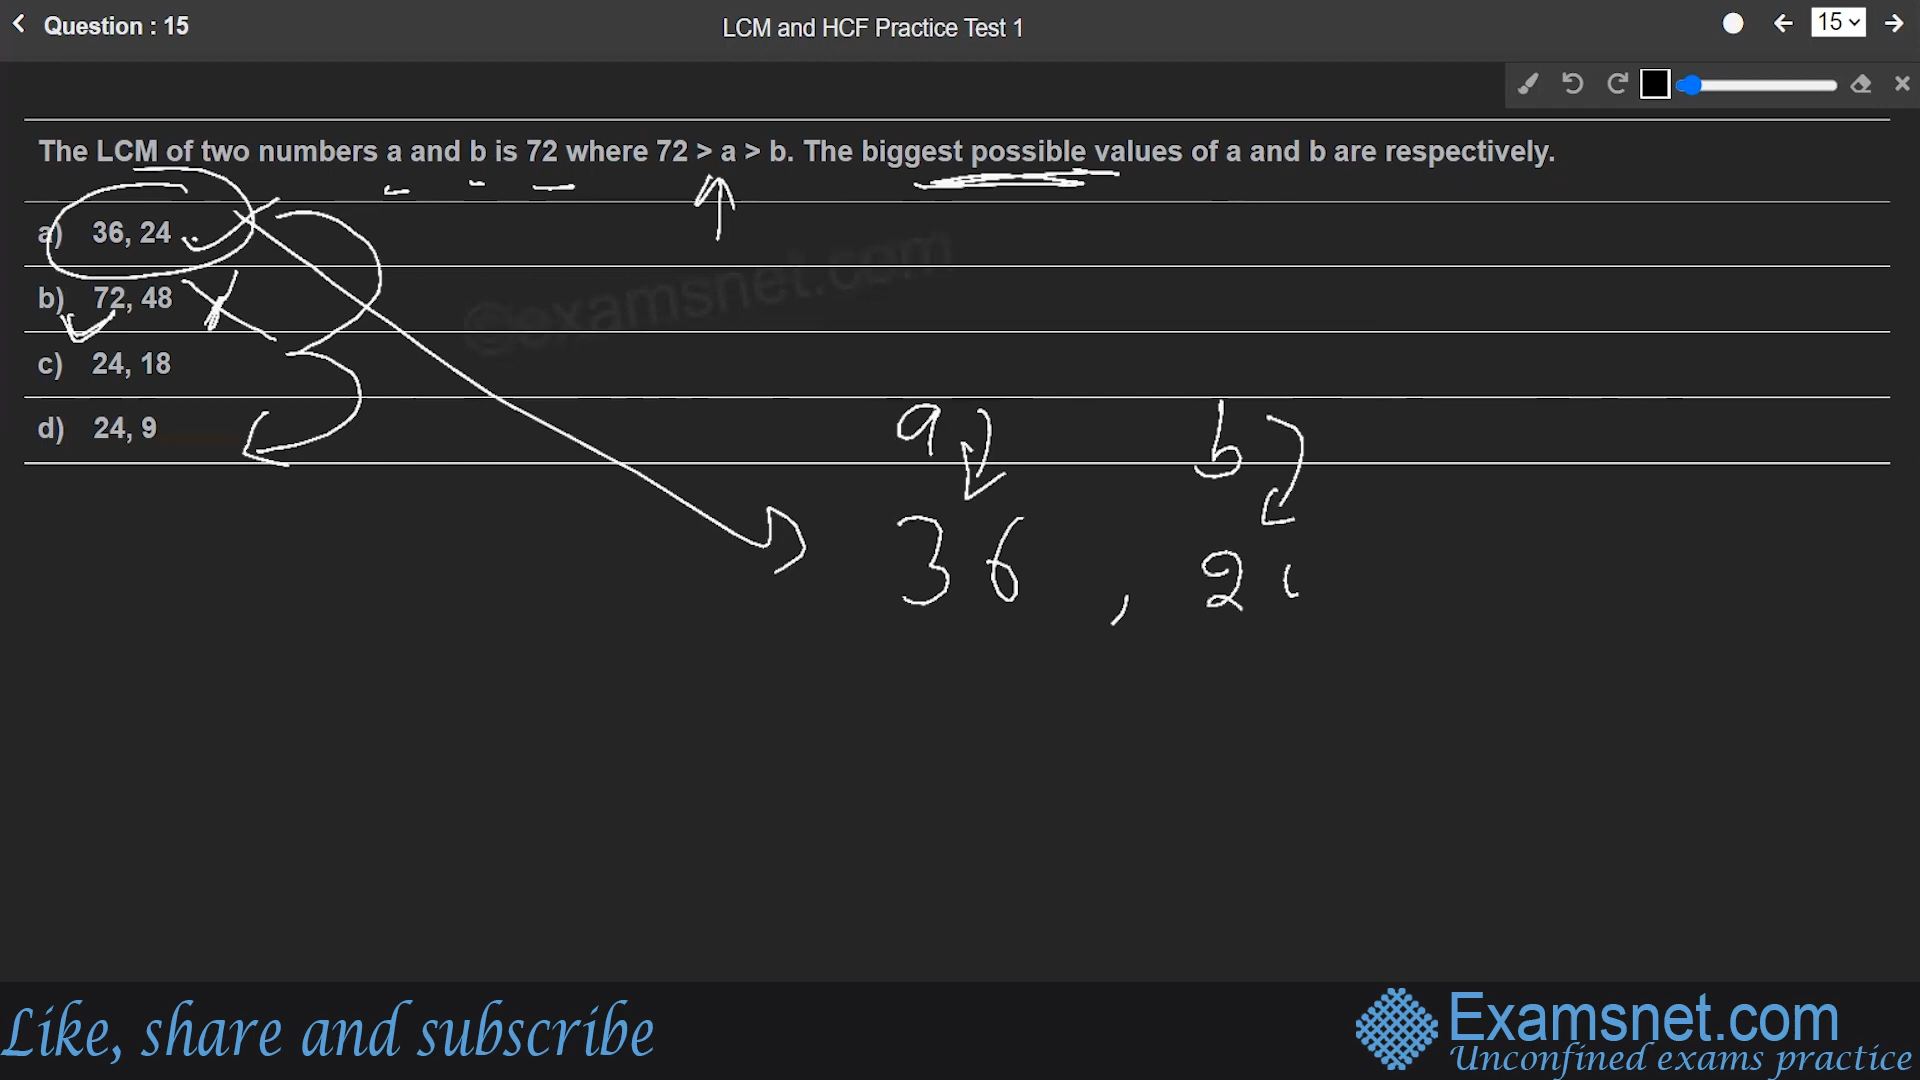 Question : 15
LCM and HCF Practice Test 1
15
The LCM of two numbers a and b is 72 where 72 > a > b. The biggest possible values of a and b are respectively.
a) 36, 24
b) 72, 48
c) 24, 18
d) 24, 9
@examsnet.com
a b
36 , 2
Like, share and subscribe
Examsnet.com
Unconfined exams practice